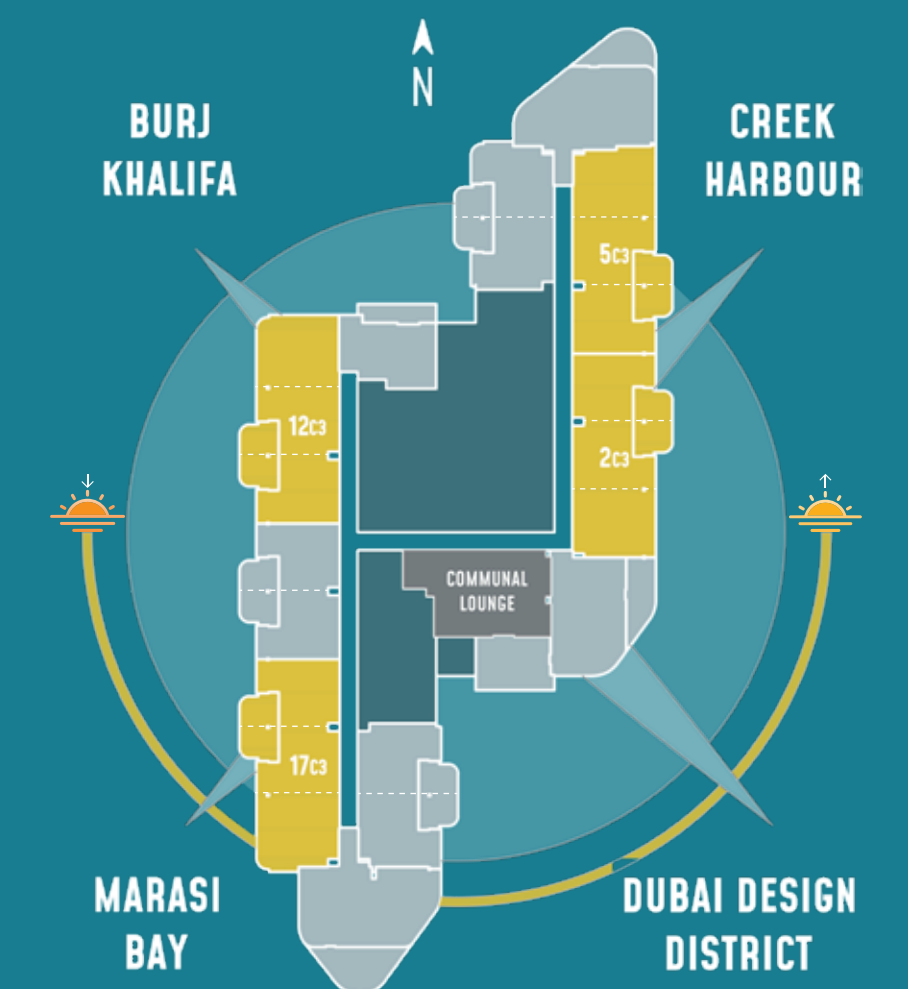 N
BURJ
KHALIFA
CREEK
HARBOUR
5C3
12C3
2C3
COMMUNAL
LOUNGE
17C3
MARASI
BAY
DUBAI DESIGN
DISTRICT